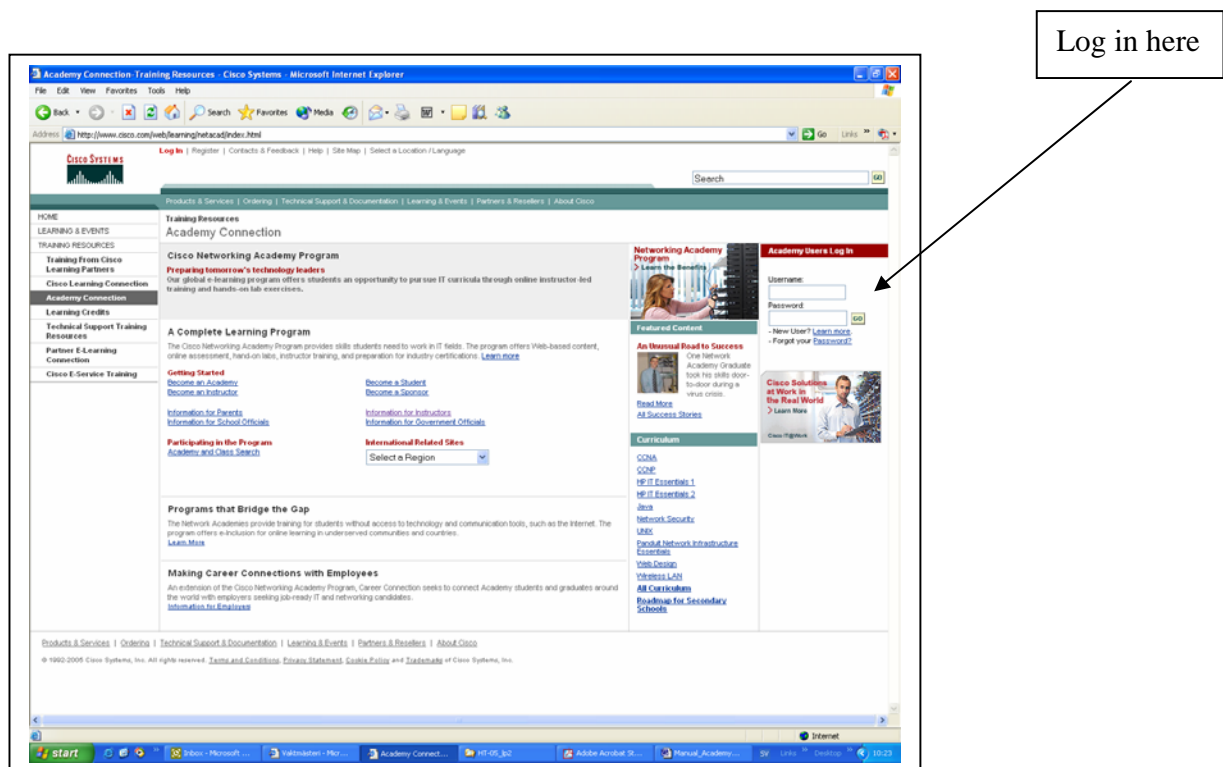 Log in here
Academy Connection-Training Resources - Cisco Systems - Microsoft Internet Explorer
File Edit View Favorites Tools Help
Back Search Favorites Media
Address http://www.cisco.com/web/learning/netacad/index.html Go Links
CISCO SYSTEMS
Log In | Register | Contacts & Feedback | Help | Site Map | Select a Location / Language
Search GO
Products & Services | Ordering | Technical Support & Documentation | Learning & Events | Partners & Resellers | About Cisco
HOME
LEARNING & EVENTS
TRAINING RESOURCES
Training From Cisco
Learning Partners
Cisco Learning Connection
Academy Connection
Learning Credits
Technical Support Training
Resources
Partner E-Learning
Connection
Cisco E-Service Training
Training Resources
Academy Connection
Cisco Networking Academy Program
Preparing tomorrow's technology leaders
Our global e-learning program offers students an opportunity to pursue IT curricula through online instructor-led
training and hands-on lab exercises.
A Complete Learning Program
The Cisco Networking Academy Program provides skills students need to work in IT fields. The program offers Web-based content,
online assessment, hand-on labs, instructor training, and preparation for industry certifications. Learn more
Getting Started
Become an Academy Become a Student
Become an Instructor Become a Sponsor
Information for Parents Information for Instructors
Information for School Officials Information for Government Officials
Participating in the Program International Related Sites
Academy and Class Search Select a Region
Programs that Bridge the Gap
The Network Academies provide training for students without access to technology and communication tools, such as the Internet. The
program offers e-inclusion for online learning in underserved communities and countries.
Learn More
Making Career Connections with Employees
An extension of the Cisco Networking Academy Program, Career Connection seeks to connect Academy students and graduates around
the world with employers seeking job-ready IT and networking candidates.
Information for Employers
Networking Academy
Program
Learn the Benefits
Featured Content
An Unusual Road to Success
One Network
Academy Graduate
took his skills door-
to-door during a
virus crisis.
Read More
All Success Stories
Curriculum
CCNA
CCNP
HP IT Essentials 1
HP IT Essentials 2
Java
Network Security
UNIX
Panduit Network Infrastructure
Essentials
Web Design
Wireless LAN
All Curriculum
Roadmap for Secondary
Schools
Academy Users Log In
Username:
Password:
GO
- New User? Learn more.
- Forgot your Password?
Cisco Solutions
at Work in
the Real World
Learn More
Cisco IT@Work
Products & Services | Ordering | Technical Support & Documentation | Learning & Events | Partners & Resellers | About Cisco
© 1992-2005 Cisco Systems, Inc. All rights reserved. Terms and Conditions, Privacy Statement, Cookie Policy and Trademarks of Cisco Systems, Inc.
Internet
start Inbox - Microsoft ... Vaktmästeri - Micr... Academy Connect... HT-05_lp2 Adobe Acrobat St... Manual_Academy... SV Links Desktop 10:23